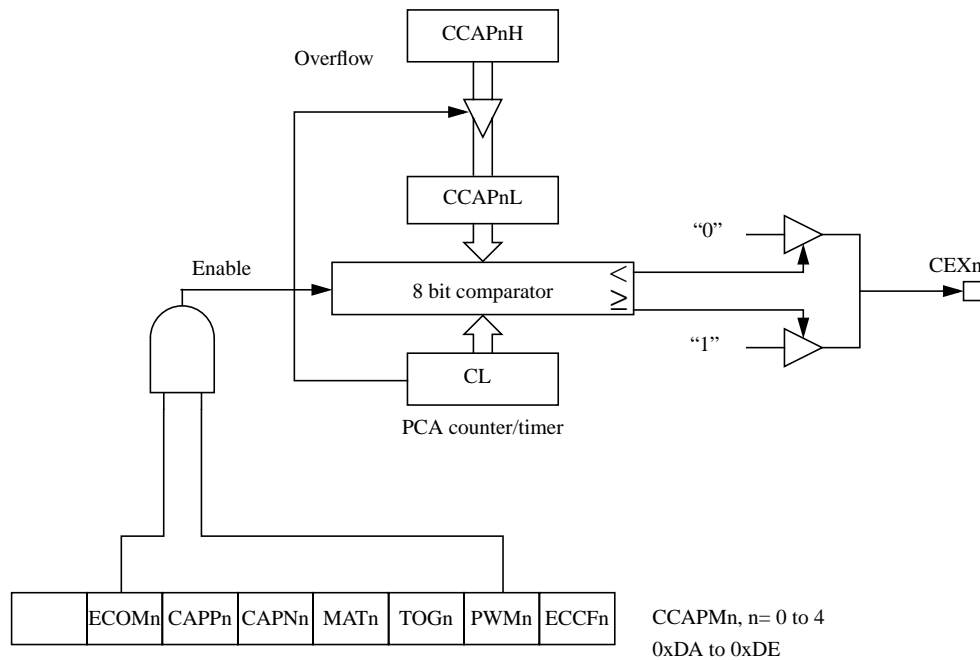 CCAPnH
Overflow
CCAPnL
“0”
Enable
CEXn
8 bit comparator
<
≥
“1”
CL
PCA counter/timer
ECOMn CAPPn CAPNn MATn TOGn PWMn ECCFn
CCAPMn, n= 0 to 4
0xDA to 0xDE